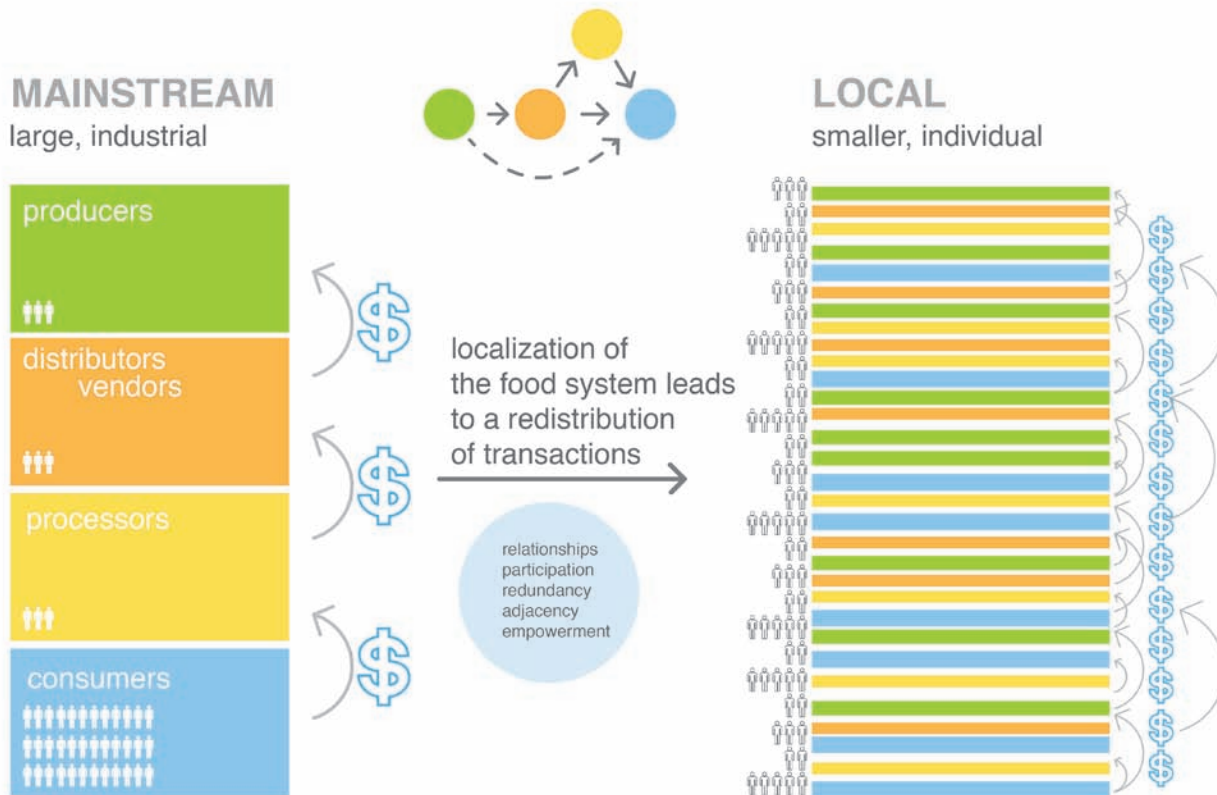 MAINSTREAM
large, industrial
producers
distributors
vendors
processors
consumers
$
$
$
localization of
the food system leads
to a redistribution
of transactions
relationships
participation
redundancy
adjacency
empowerment
LOCAL
smaller, individual
$
$
$
$
$
$
$
$
$
$
$
$
$
$